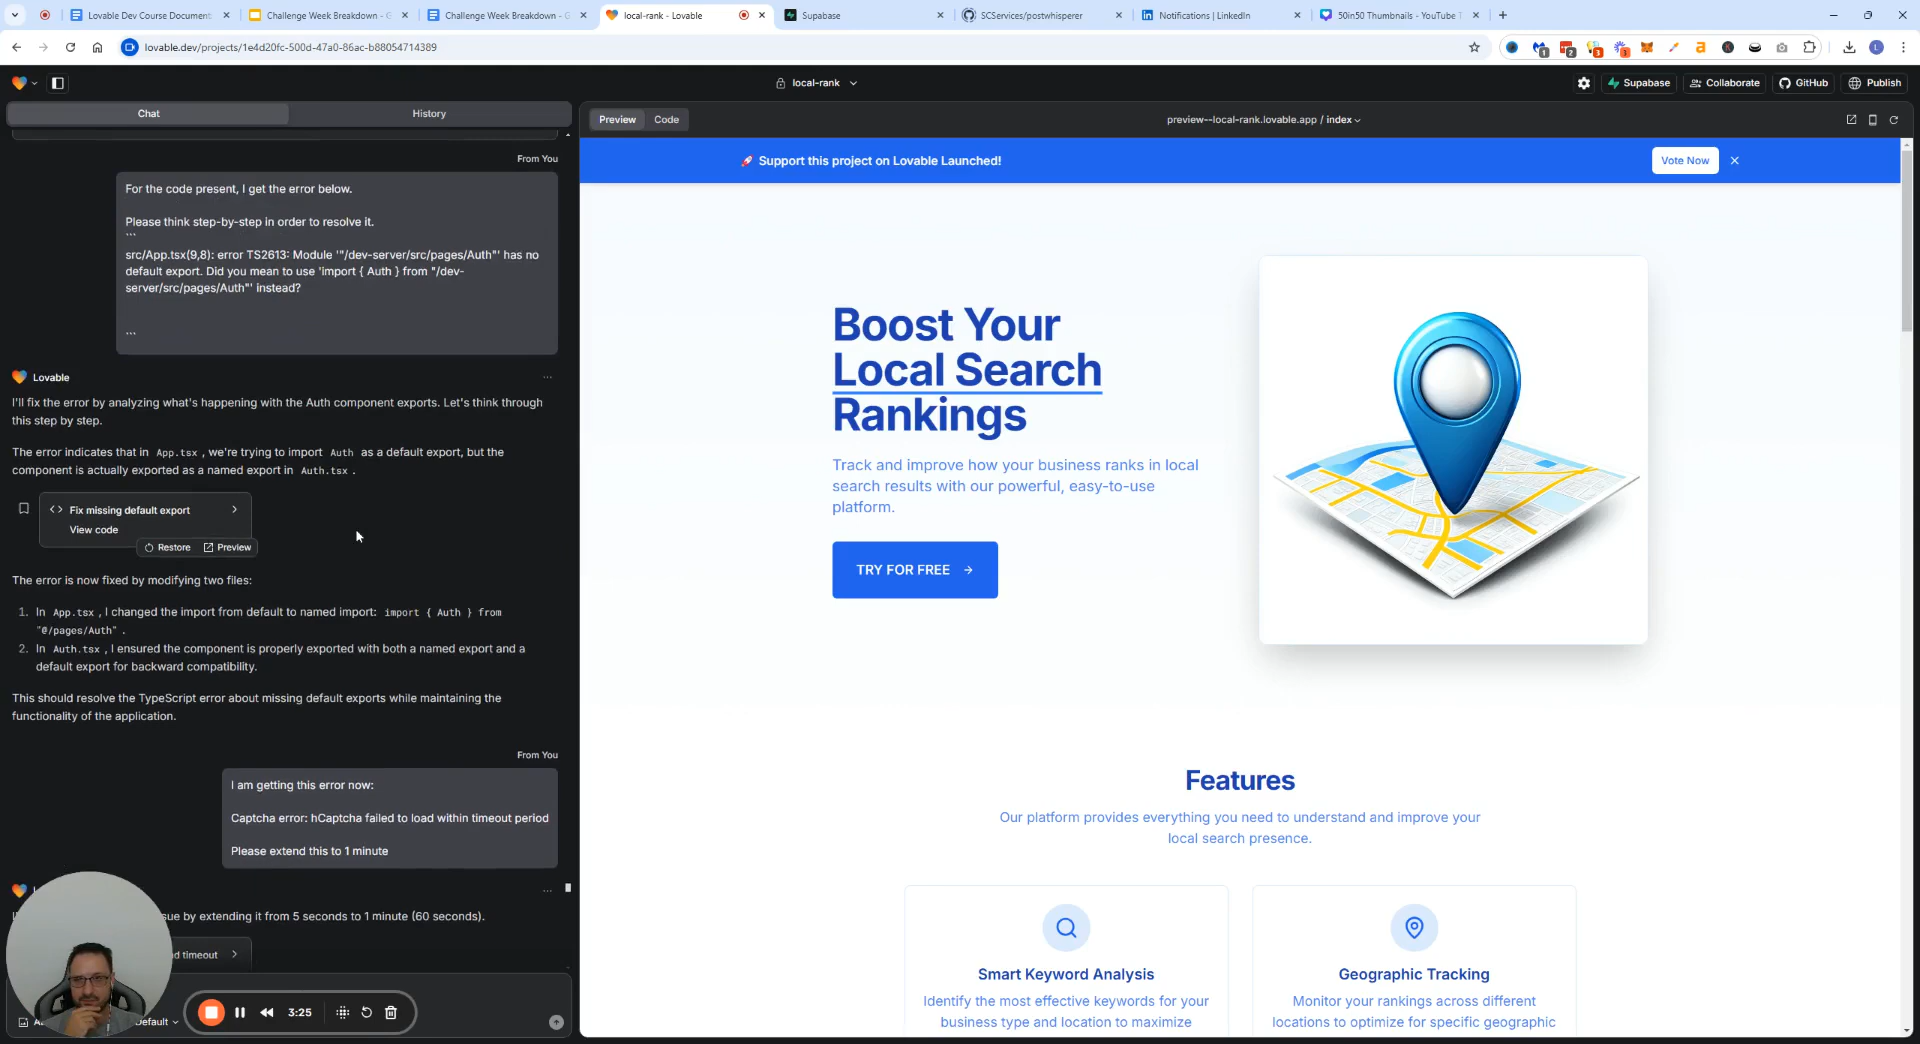 Lovable Dev Course Document
Challenge Week Breakdown - G
Challenge Week Breakdown - G
local-rank - Lovable
Supabase
SCServices/postwhisperer
Notifications | LinkedIn
50in50 Thumbnails - YouTube T
lovable.dev/projects/1e4d20fc-500d-47a0-86ac-b88054714389
local-rank
Supabase
Collaborate
GitHub
Publish
Chat
History
Preview
Code
preview--local-rank.lovable.app / index
From You
For the code present, I get the error below.
Please think step-by-step in order to resolve it.
```
src/App.tsx(9,8): error TS2613: Module '"/dev-server/src/pages/Auth"' has no
default export. Did you mean to use 'import { Auth } from "/dev-
server/src/pages/Auth"' instead?
```
Lovable
I'll fix the error by analyzing what's happening with the Auth component exports. Let's think through
this step by step.
The error indicates that in App.tsx , we're trying to import Auth as a default export, but the
component is actually exported as a named export in Auth.tsx .
Fix missing default export
View code
Restore
Preview
The error is now fixed by modifying two files:
1. In App.tsx , I changed the import from default to named import: import { Auth } from
"@/pages/Auth" .
2. In Auth.tsx , I ensured the component is properly exported with both a named export and a
default export for backward compatibility.
This should resolve the TypeScript error about missing default exports while maintaining the
functionality of the application.
From You
I am getting this error now:
Captcha error: hCaptcha failed to load within timeout period
Please extend this to 1 minute
sue by extending it from 5 seconds to 1 minute (60 seconds).
d timeout
efault
3:25
🚀 Support this project on Lovable Launched!
Vote Now
Boost Your
Local Search
Rankings
Track and improve how your business ranks in local
search results with our powerful, easy-to-use
platform.
TRY FOR FREE →
Features
Our platform provides everything you need to understand and improve your
local search presence.
Smart Keyword Analysis
Identify the most effective keywords for your
business type and location to maximize
Geographic Tracking
Monitor your rankings across different
locations to optimize for specific geographic